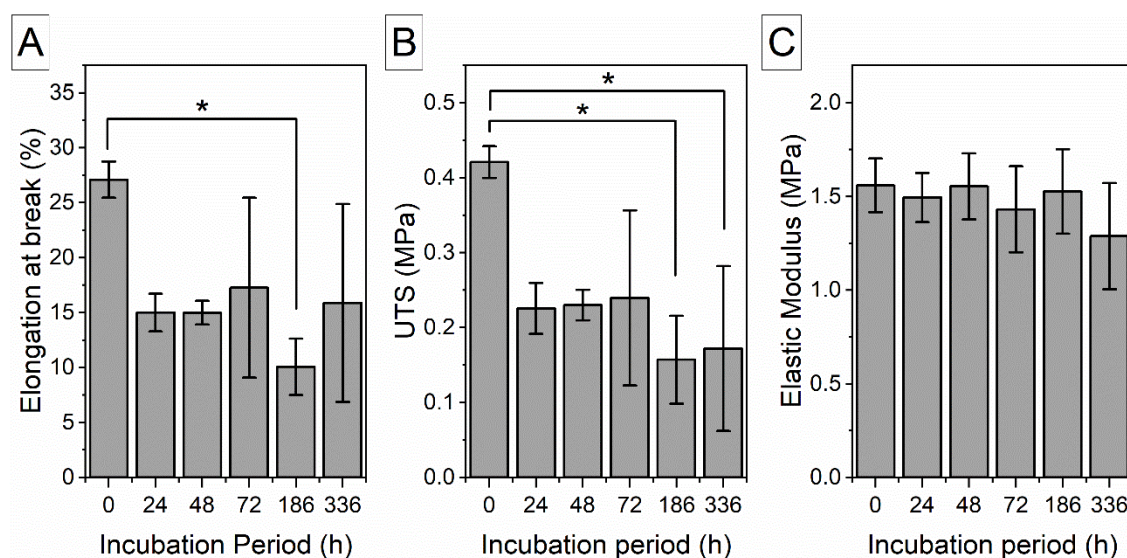 A
Elongation at break (%)
35
30
25
20
15
10
5
0
*
0 24 48 72 186 336
Incubation Period (h)
B
UTS (MPa)
0.5
0.4
0.3
0.2
0.1
0.0
*
*
0 24 48 72 186 336
Incubation period (h)
C
Elastic Modulus (MPa)
2.0
1.5
1.0
0.5
0.0
0 24 48 72 186 336
Incubation period (h)